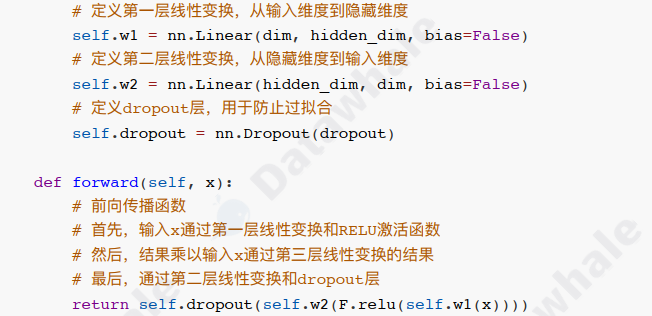 # 定义第一层线性变换，从输入维度到隐藏维度
self.w1 = nn.Linear(dim, hidden_dim, bias=False)
# 定义第二层线性变换，从隐藏维度到输入维度
self.w2 = nn.Linear(hidden_dim, dim, bias=False)
# 定义dropout层，用于防止过拟合
self.dropout = nn.Dropout(dropout)
def forward(self, x):
# 前向传播函数
# 首先，输入x通过第一层线性变换和RELU激活函数
# 然后，结果乘以输入x通过第三层线性变换的结果
# 最后，通过第二层线性变换和dropout层
return self.dropout(self.w2(F.relu(self.w1(x))))
Datawhale
whale